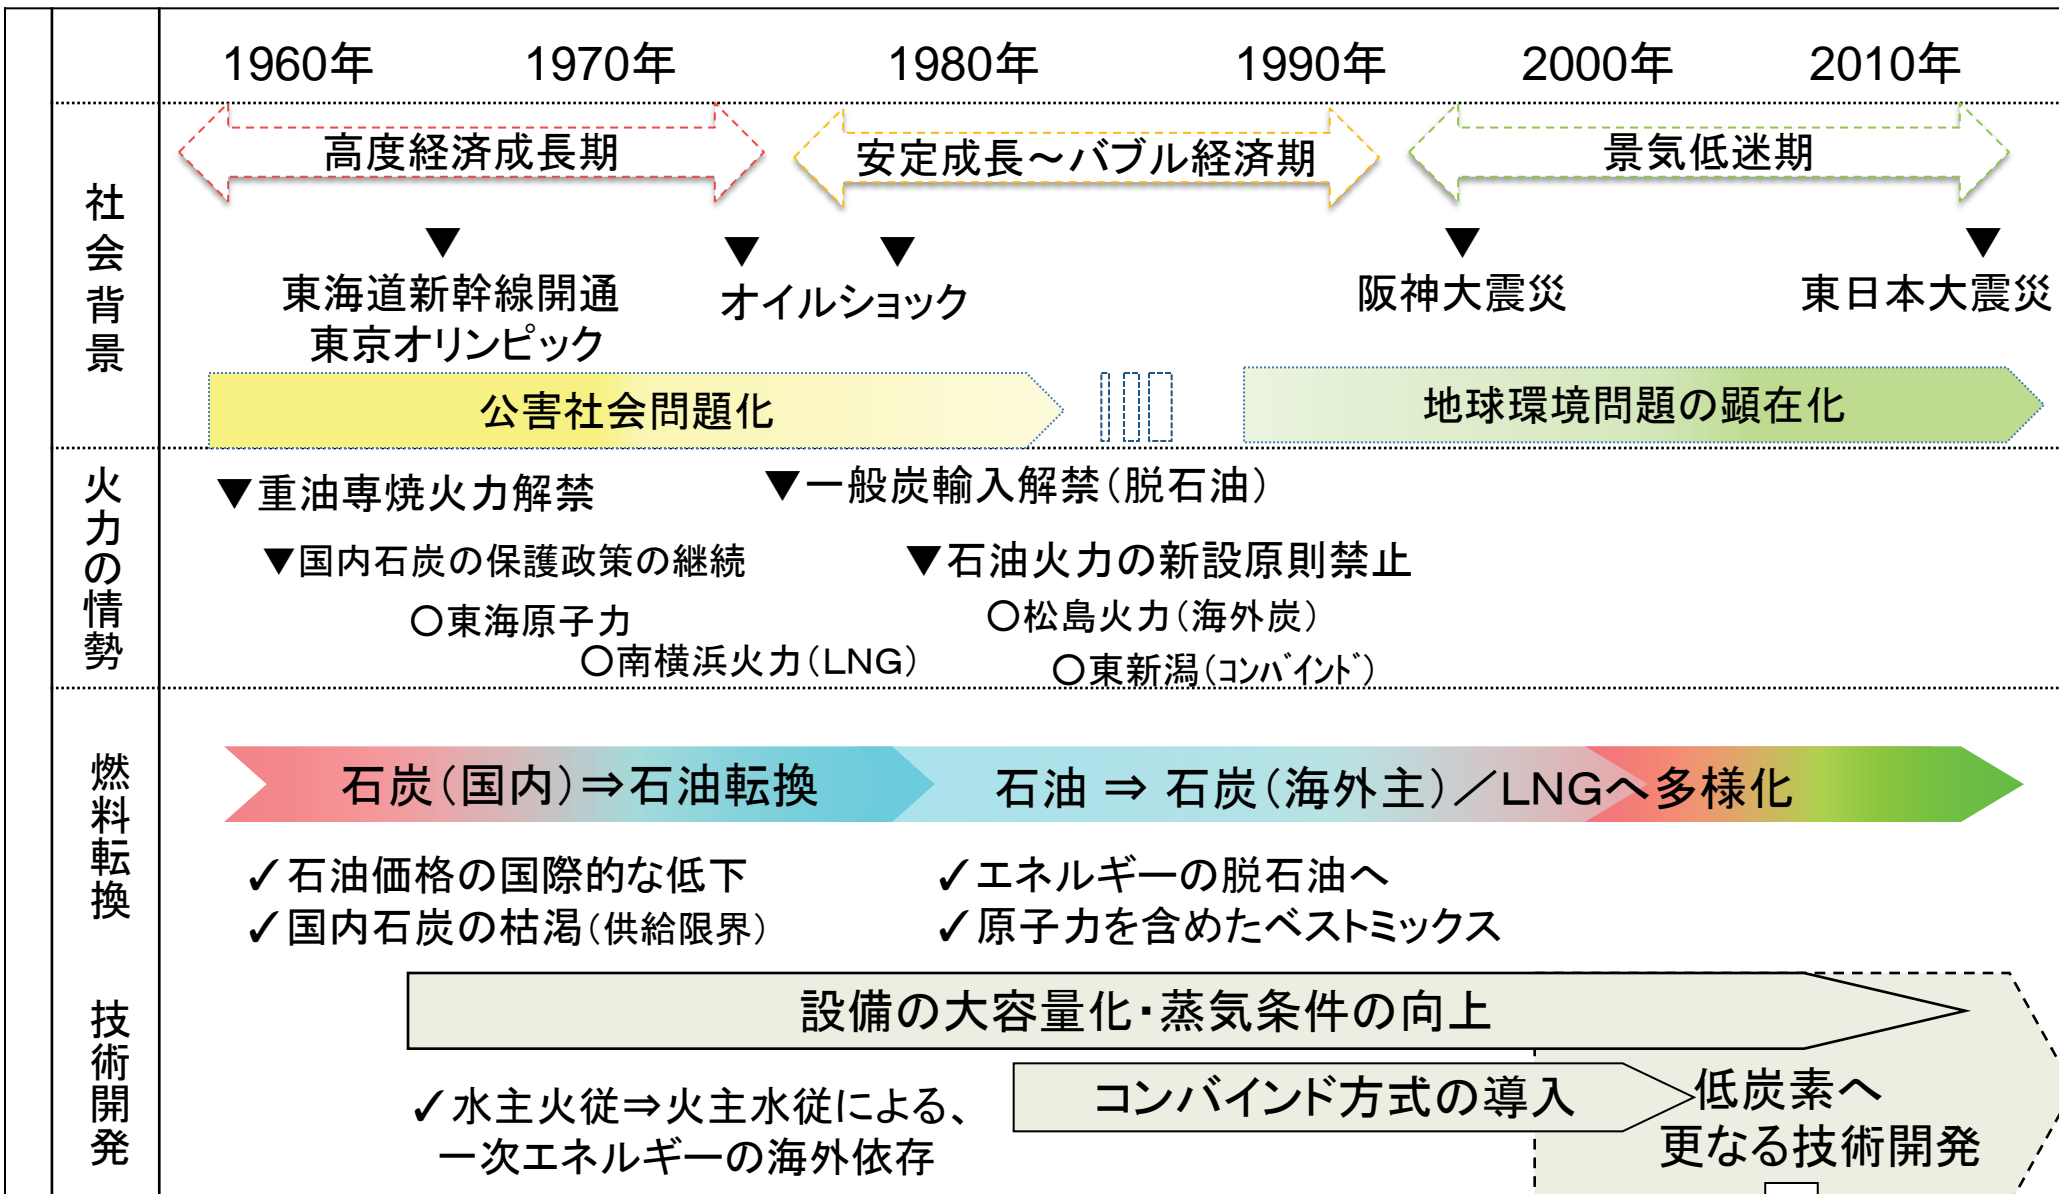 1960年 1970年 1980年 1990年 2000年 2010年
社会背景
高度経済成長期 安定成長～バブル経済期 景気低迷期
▼ ▼ ▼ ▼ ▼
東海道新幹線開通 オイルショック 阪神大震災 東日本大震災
東京オリンピック
公害社会問題化 地球環境問題の顕在化
火力の情勢
▼重油専焼火力解禁 ▼一般炭輸入解禁（脱石油）
▼国内石炭の保護政策の継続 ▼石油火力の新設原則禁止
○東海原子力 ○松島火力（海外炭）
○南横浜火力（LNG） ○東新潟（ｺﾝﾊﾞｲﾝﾄﾞ）
燃料転換
石炭（国内）⇒石油転換 石油 ⇒ 石炭（海外主）／LNGへ多様化
✓石油価格の国際的な低下 ✓エネルギーの脱石油へ
✓国内石炭の枯渇（供給限界） ✓原子力を含めたベストミックス
技術開発
設備の大容量化・蒸気条件の向上
コンバインド方式の導入
✓水主火従⇒火主水従による、
一次エネルギーの海外依存
低炭素へ
更なる技術開発